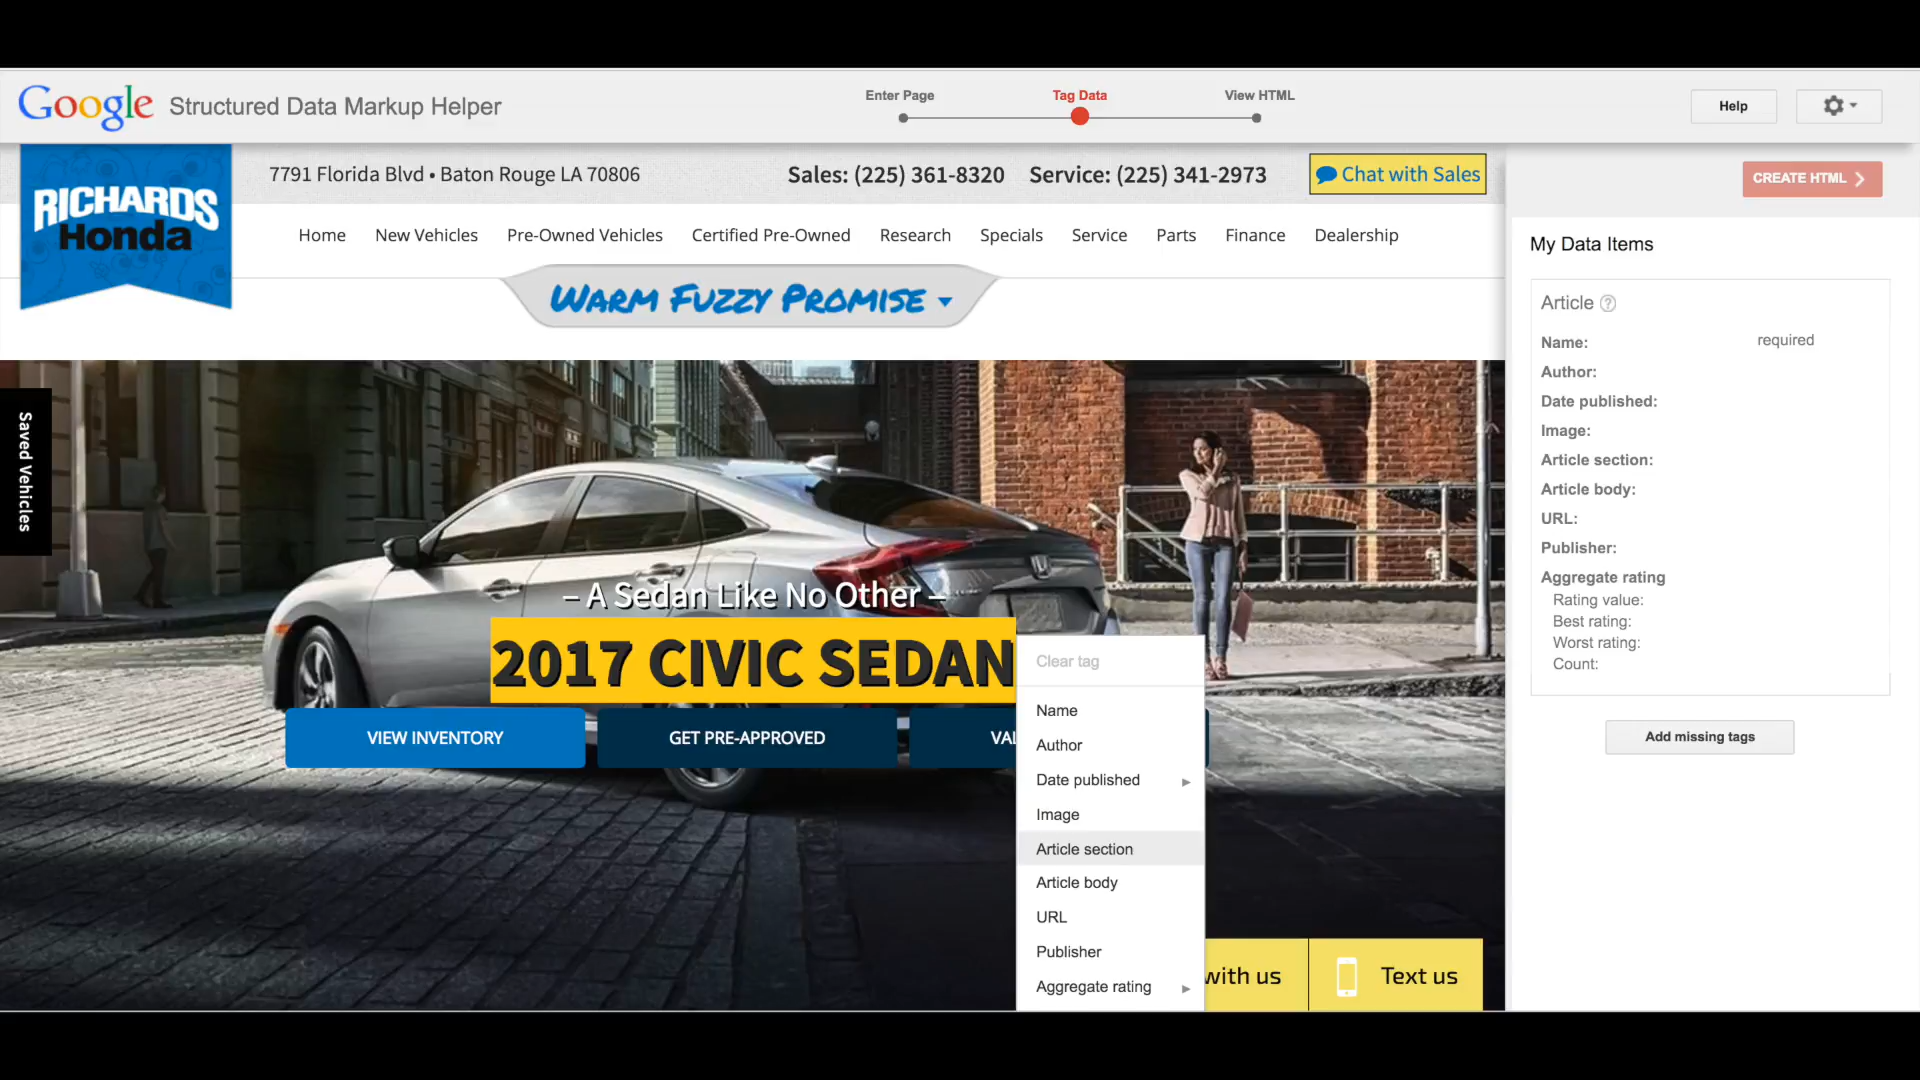 Google Structured Data Markup Helper
Enter Page
Tag Data
View HTML
Help
RICHARDS
Honda
7791 Florida Blvd • Baton Rouge LA 70806
Sales: (225) 361-8320
Service: (225) 341-2973
Chat with Sales
CREATE HTML
Home
New Vehicles
Pre-Owned Vehicles
Certified Pre-Owned
Research
Specials
Service
Parts
Finance
Dealership
WARM FUZZY PROMISE
Saved Vehicles
– A Sedan Like No Other –
2017 CIVIC SEDAN
VIEW INVENTORY
GET PRE-APPROVED
VAL
Clear tag
Name
Author
Date published
Image
Article section
Article body
URL
Publisher
Aggregate rating
with us
Text us
My Data Items
Article ?
Name: required
Author:
Date published:
Image:
Article section:
Article body:
URL:
Publisher:
Aggregate rating
Rating value:
Best rating:
Worst rating:
Count:
Add missing tags